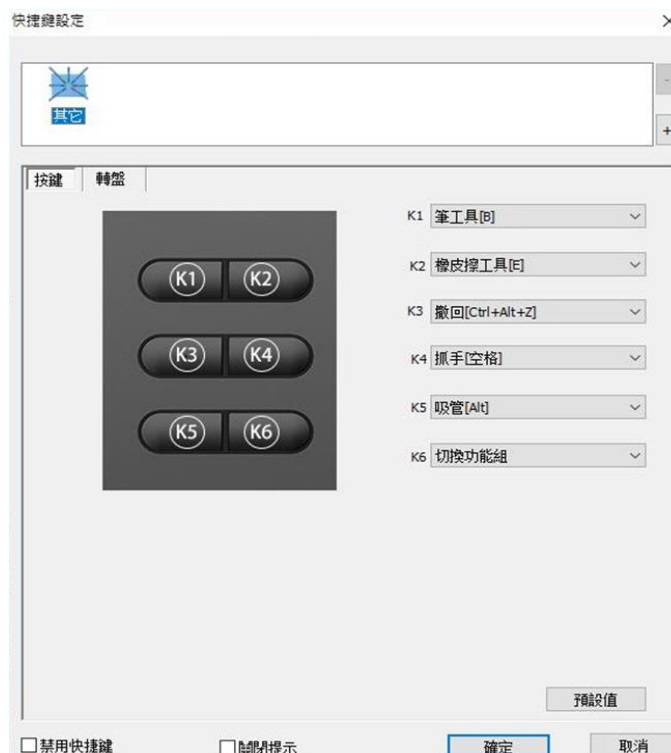 快捷鍵設定
其它
-
+
按鍵 轉盤
K1 筆工具[B]
K2 橡皮擦工具[E]
K3 撤回[Ctrl+Alt+Z]
K4 抓手[空格]
K5 吸管[Alt]
K6 切換功能組
K1 K2
K3 K4
K5 K6
預設值
禁用快捷鍵 關閉提示 確定 取消